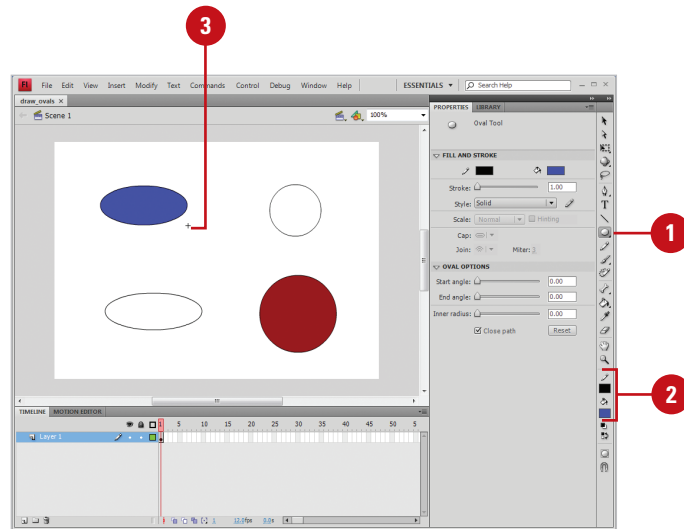 3
Fl File Edit View Insert Modify Text Commands Control Debug Window Help ESSENTIALS Search Help
draw_ovals ×
Scene 1 100%
PROPERTIES LIBRARY
Oval Tool
FILL AND STROKE
Stroke: 1.00
Style: Solid
Scale: Normal Hinting
Cap:
Join: Miter: 3
OVAL OPTIONS
Start angle: 0.00
End angle: 0.00
Inner radius: 0.00
Close path Reset
T
1
2
TIMELINE MOTION EDITOR
1 5 10 15 20 25 30 35 40 45 50 5
Layer 1
1 12.0fps 0.0s